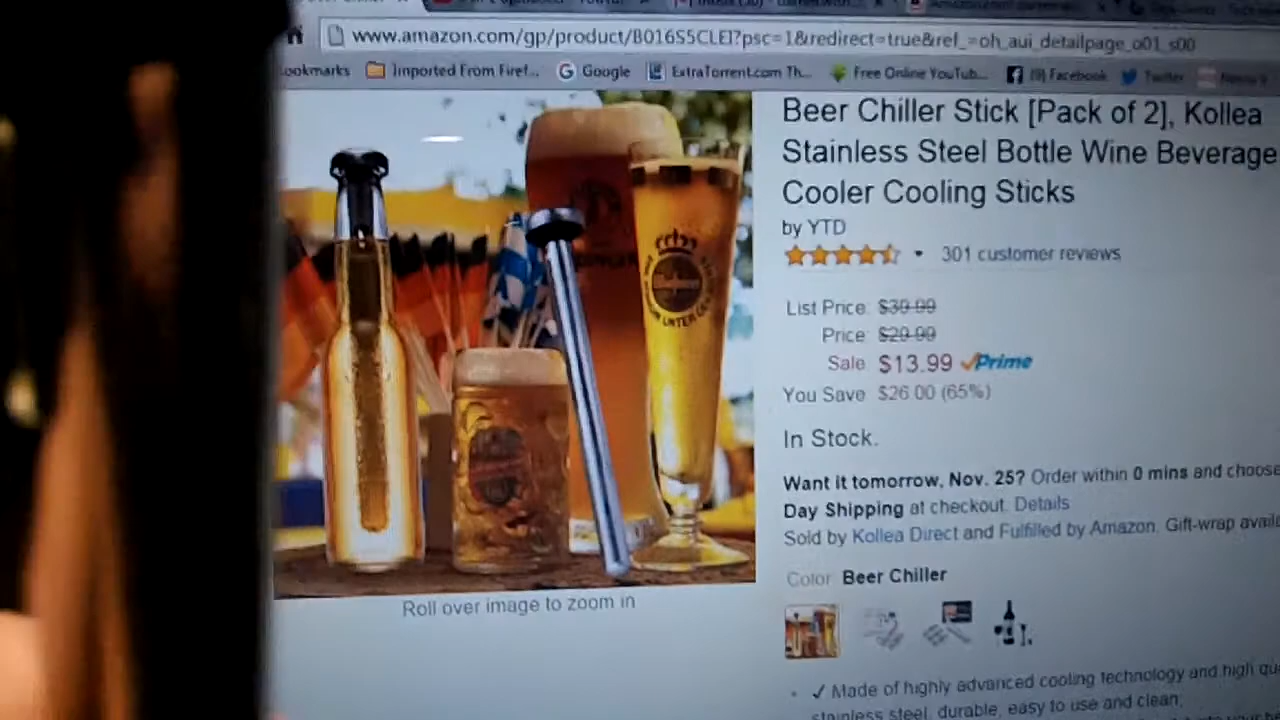 www.amazon.com/gp/product/B016S5CLEI?psc=1&redirect=true&ref_=oh_aui_detailpage_o01_s00
ookmarks Imported From Firef... Google ExtraTorrent.com Th... Free Online YouTub... Facebook Twitter
Beer Chiller Stick [Pack of 2], Kollea
Stainless Steel Bottle Wine Beverage
Cooler Cooling Sticks
by YTD
301 customer reviews
List Price: $39.99
Price: $29.99
Sale: $13.99 Prime
You Save: $26.00 (65%)
In Stock.
Want it tomorrow, Nov. 25? Order within 0 mins and choose
Day Shipping at checkout. Details
Sold by Kollea Direct and Fulfilled by Amazon. Gift-wrap avail
Color: Beer Chiller
Roll over image to zoom in
✓ Made of highly advanced cooling technology and high qu
stainless steel, durable, easy to use and clean;